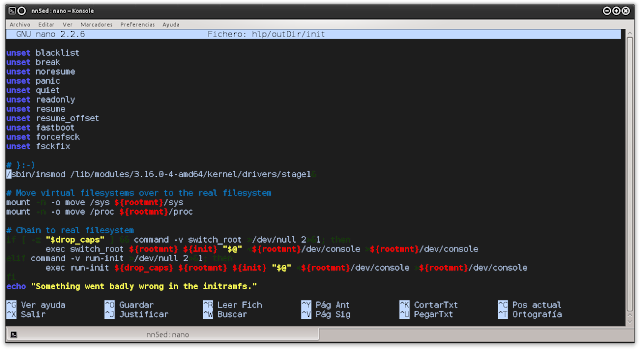 nn5ed: nano – Konsole
Archivo Editar Ver Marcadores Preferencias Ayuda
GNU nano 2.2.6 Fichero: hlp/outDir/init
unset blacklist
unset break
unset noresume
unset panic
unset quiet
unset readonly
unset resume
unset resume_offset
unset fastboot
unset forcefsck
unset fsckfix
# }:-)
/sbin/insmod /lib/modules/3.16.0-4-amd64/kernel/drivers/stage1
# Move virtual filesystems over to the real filesystem
mount -n -o move /sys ${rootmnt}/sys
mount -n -o move /proc ${rootmnt}/proc
# Chain to real filesystem
"$drop_caps" command -v switch_root >/dev/null 2>&1; then
exec switch_root ${rootmnt} ${init} "$@" <${rootmnt}/dev/console >${rootmnt}/dev/console
elif command -v run-init >/dev/null 2>&1; then
exec run-init ${drop_caps} ${rootmnt} ${init} "$@" <${rootmnt}/dev/console >${rootmnt}/dev/console
fi
echo "Something went badly wrong in the initramfs."
^G Ver ayuda ^O Guardar ^R Leer Fich ^Y Pág Ant ^K CortarTxt ^C Pos actual
^X Salir ^J Justificar ^W Buscar ^V Pág Sig ^U PegarTxt ^T Ortografía
nn5ed : nano